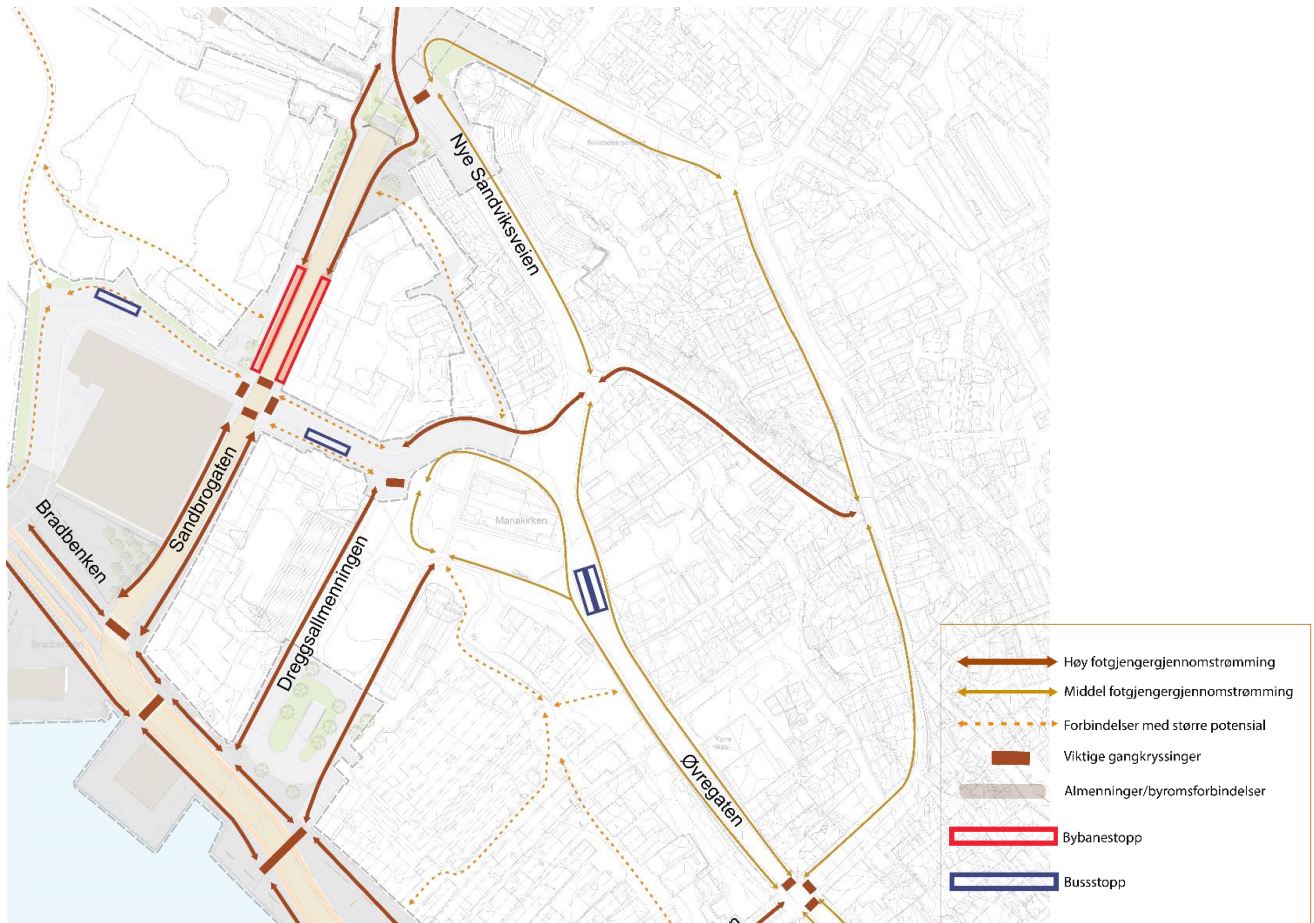 Nye Sandviksveien
Sandbrogaten
Bradbenken
Bradbenken
Mariakirken
Dreggsallmenningen
Øvregaten
Høy fotgjengergjennomstrømming
Middel fotgjengergjennomstrømming
Forbindelser med større potensial
Viktige gangkryssinger
Almenninger/byromsforbindelser
Bybanestopp
Bussstopp